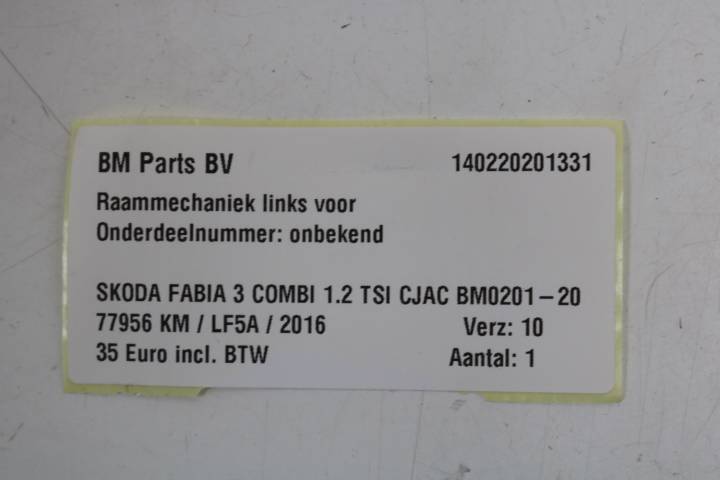 BM Parts BV 140220201331
Raammechaniek links voor
Onderdeelnummer: onbekend
SKODA FABIA 3 COMBI 1.2 TSI CJAC BM0201-20
77956 KM / LF5A / 2016 Verz: 10
35 Euro incl. BTW Aantal: 1